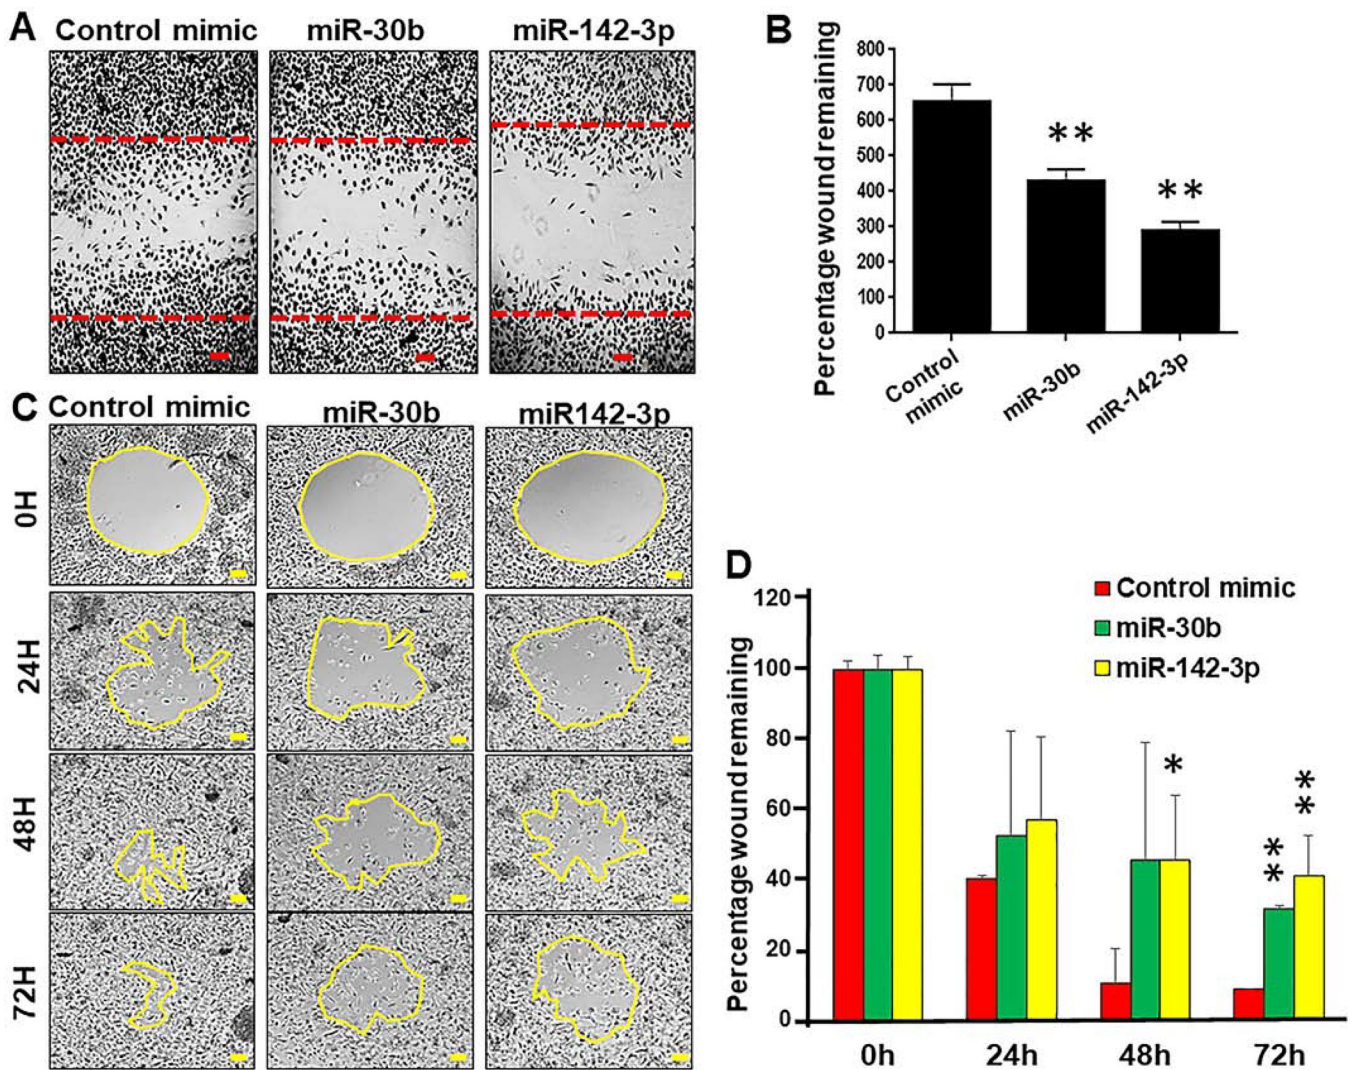 A
Control mimic
miR-30b
miR-142-3p
B
Percentage wound remaining
800
700
600
500
400
300
200
100
0
**
**
Control
mimic
miR-30b
miR-142-3p
C
Control mimic
miR-30b
miR142-3p
0H
24H
48H
72H
D
Percentage wound remaining
120
100
80
60
40
20
0
Control mimic
miR-30b
miR-142-3p
*
**
**
0h
24h
48h
72h